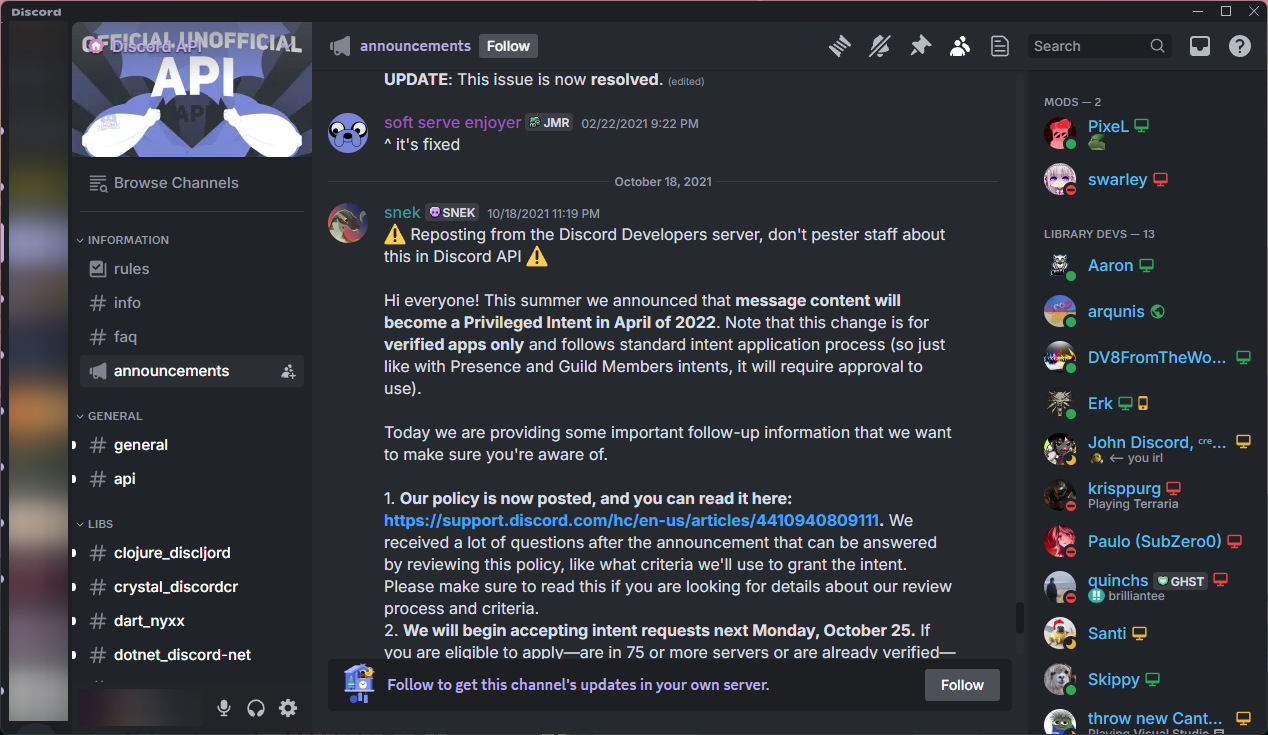 Discord
OFFICIAL UNOFFICIAL
Discord API
API
Browse Channels
INFORMATION
rules
info
faq
announcements
GENERAL
general
api
LIBS
clojure_discljord
crystal_discordcr
dart_nyxx
dotnet_discord-net
announcements
Follow
Search
UPDATE: This issue is now resolved. (edited)
soft serve enjoyer JMR 02/22/2021 9:22 PM
^ it's fixed
October 18, 2021
snek SNEK 10/18/2021 11:19 PM
⚠️ Reposting from the Discord Developers server, don't pester staff about
this in Discord API ⚠️
Hi everyone! This summer we announced that message content will
become a Privileged Intent in April of 2022. Note that this change is for
verified apps only and follows standard intent application process (so just
like with Presence and Guild Members intents, it will require approval to
use).
Today we are providing some important follow-up information that we want
to make sure you're aware of.
1. Our policy is now posted, and you can read it here:
https://support.discord.com/hc/en-us/articles/4410940809111. We
received a lot of questions after the announcement that can be answered
by reviewing this policy, like what criteria we'll use to grant the intent.
Please make sure to read this if you are looking for details about our review
process and criteria.
2. We will begin accepting intent requests next Monday, October 25. If
you are eligible to apply—are in 75 or more servers or are already verified—
Follow to get this channel's updates in your own server.
Follow
MODS — 2
PixeL
swarley
LIBRARY DEVS — 13
Aaron
arqunis
DV8FromTheWo...
Erk
John Discord, ᶜʳᵉ...
← you irl
krisppurg
Playing Terraria
Paulo (SubZer0)
quinchs GHST
brilliantee
Santi
Skippy
throw new Cant...
Playing Visual Studio